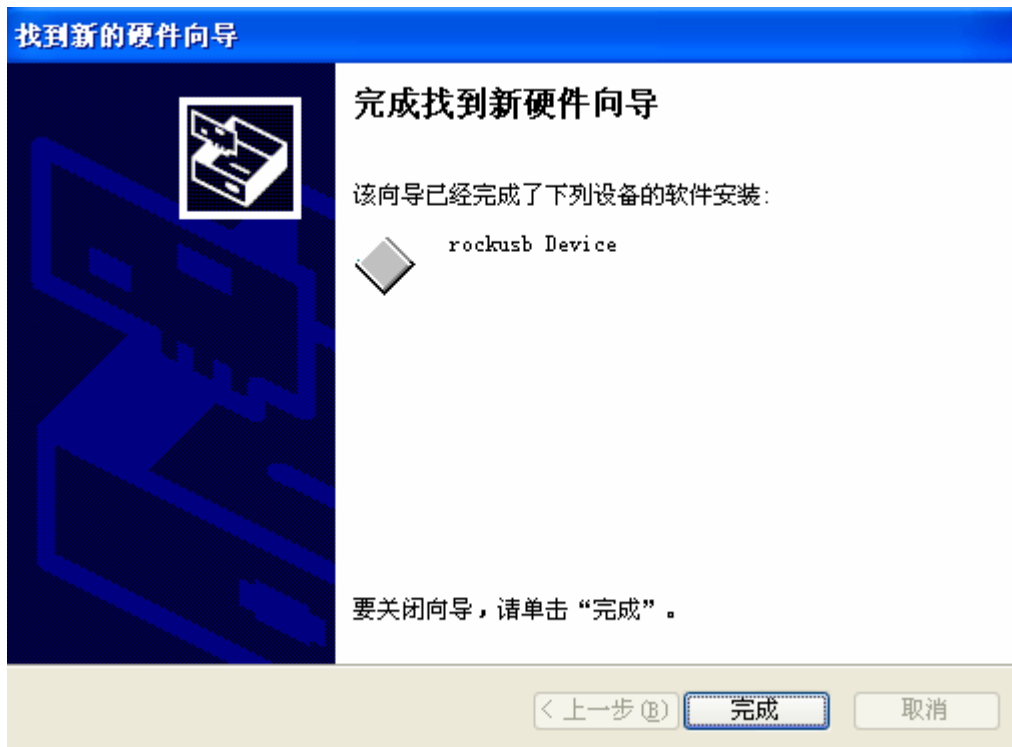 找到新的硬件向导
完成找到新硬件向导
该向导已经完成了下列设备的软件安装:
rockusb Device
要关闭向导，请单击“完成”。
< 上一步(B)
完成
取消